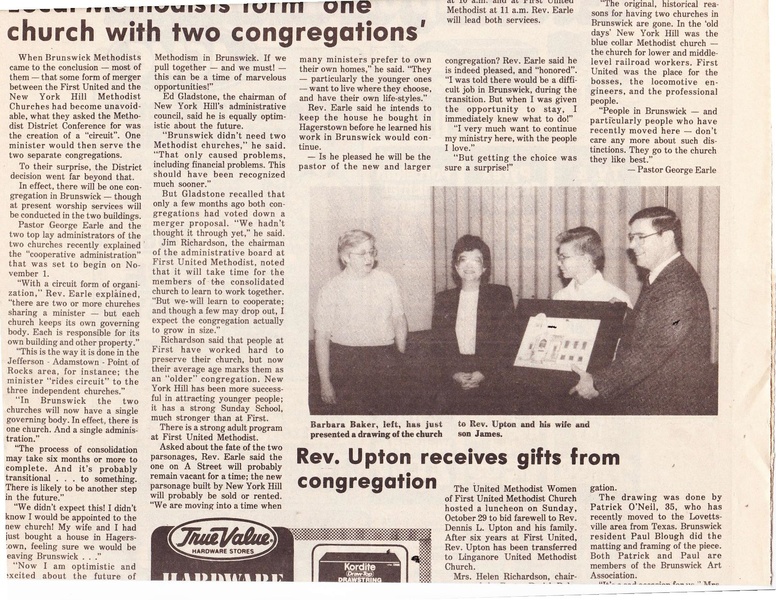 Local Methodists form 'one
church with two congregations'
When Brunswick Methodists
came to the conclusion — most of
them — that some form of merger
between the First United and the
New York Hill Methodist
Churches had become unavoid-
able, what they asked the Metho-
dist District Conference for was
the creation of a "circuit". One
minister would then serve the
two separate congregations.
To their surprise, the District
decision went far beyond that.
In effect, there will be one con-
gregation in Brunswick — though
at present worship services will
be conducted in the two buildings.
Pastor George Earle and the
two top lay administrators of the
two churches recently explained
the "cooperative administration"
that was set to begin on No-
vember 1.
"With a circuit form of organi-
zation," Rev. Earle explained,
"there are two or more churches
sharing a minister — but each
church keeps its own governing
body. Each is responsible for its
own building and other property."
"This is the way it is done in the
Jefferson - Adamstown - Point of
Rocks area, for instance; the
minister "rides circuit" to the
three independent churches."
"In Brunswick the two
churches will now have a single
governing body. In effect, there is
one church. And a single adminis-
tration."
"The process of consolidation
may take six months or more to
complete. And it's probably
transitional . . . to something.
There is likely to be another step
in the future."
"We didn't expect this! I didn't
know I would be appointed to the
new church! My wife and I had
just bought a house in Hagers-
town, feeling sure we would be
leaving Brunswick . . ."
"Now I am optimistic and
excited about the future of
Methodism in Brunswick. If we
pull together — and we must! —
this can be a time of marvelous
opportunities!"
Ed Gladstone, the chairman of
New York Hill's administrative
council, said he is equally optim-
istic about the future.
"Brunswick didn't need two
Methodist churches," he said.
"That only caused problems,
including financial problems. This
should have been recognized
much sooner."
But Gladstone recalled that
only a few months ago both con-
gregations had voted down a
merger proposal. "We hadn't
thought it through yet," he said.
Jim Richardson, the chairman
of the administrative board at
First United Methodist, noted
that it will take time for the
members of the consolidated
church to learn to work together.
"But we-will learn to cooperate;
and though a few may drop out, I
expect the congregation actually
to grow in size."
Richardson said that people at
First have worked hard to
preserve their church, but now
their average age marks them as
an "older" congregation. New
York Hill has been more success-
ful in attracting younger people;
it has a strong Sunday School,
much stronger than at First.
There is a strong adult program
at First United Methodist.
Asked about the fate of the two
parsonages, Rev. Earle said the
one on A Street will probably
remain vacant for a time; the new
parsonage built by New York Hill
will probably be sold or rented.
"We are moving into a time when
many ministers prefer to own
their own homes," he said. "They
— particularly the younger ones
— want to live where they choose,
and have their own life-styles."
Rev. Earle said he intends to
keep the house he bought in
Hagerstown before he learned his
work in Brunswick would con-
tinue.
— Is he pleased he will be the
pastor of the new and larger
Methodist at 11 a.m. Rev. Earle
will lead both services.
congregation? Rev. Earle said he
is indeed pleased, and "honored".
"I was told there would be a diffi-
cult job in Brunswick, during the
transition. But when I was given
the opportunity to stay, I
immediately knew what to do!"
"I very much want to continue
my ministry here, with the people
I love."
"But getting the choice was
sure a surprise!"
"The original, historical rea-
sons for having two churches in
Brunswick are gone. In the 'old
days' New York Hill was the
blue collar Methodist church —
the church for lower and middle-
level railroad workers. First
United was the place for the
bosses, the locomotive en-
gineers, and the professional
people.
"People in Brunswick — and
particularly people who have
recently moved here — don't
care any more about such dis-
tinctions. They go to the church
they like best."
— Pastor George Earle
Barbara Baker, left, has just
presented a drawing of the church
to Rev. Upton and his wife and
son James.
Rev. Upton receives gifts from
congregation
The United Methodist Women
of First United Methodist Church
hosted a luncheon on Sunday,
October 29 to bid farewell to Rev.
Dennis L. Upton and his family.
After six years at First United,
Rev. Upton has been transferred
to Linganore United Methodist
Church.
Mrs. Helen Richardson, chair-
gation.
The drawing was done by
Patrick O'Neil, 35, who has
recently moved to the Lovetts-
ville area from Texas. Brunswick
resident Paul Blough did the
matting and framing of the piece.
Both Patrick and Paul are
members of the Brunswick Art
Association.
True Value
HARDWARE STORES
HARDWARE
Kordite
DRAWSTRING